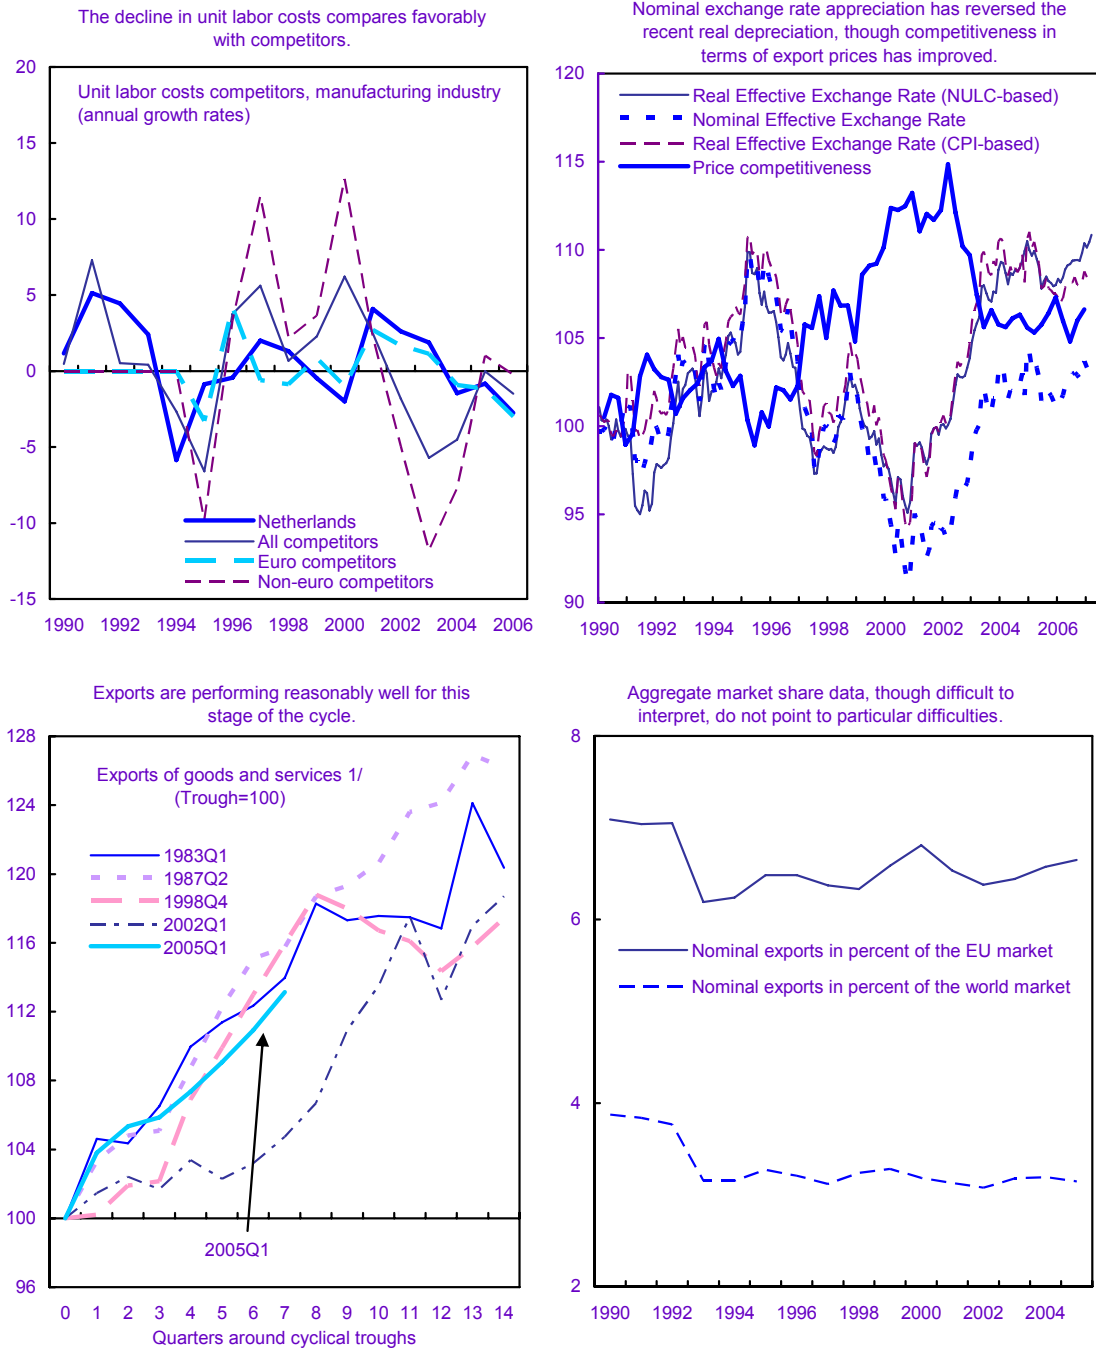 The decline in unit labor costs compares favorably
with competitors.
20
15
10
5
0
-5
-10
-15
Unit labor costs competitors, manufacturing industry
(annual growth rates)
Netherlands
All competitors
Euro competitors
Non-euro competitors
1990 1992 1994 1996 1998 2000 2002 2004 2006
Nominal exchange rate appreciation has reversed the
recent real depreciation, though competitiveness in
terms of export prices has improved.
120
115
110
105
100
95
90
Real Effective Exchange Rate (NULC-based)
Nominal Effective Exchange Rate
Real Effective Exchange Rate (CPI-based)
Price competitiveness
1990 1992 1994 1996 1998 2000 2002 2004 2006
Exports are performing reasonably well for this
stage of the cycle.
128
124
120
116
112
108
104
100
96
Exports of goods and services 1/
(Trough=100)
1983Q1
1987Q2
1998Q4
2002Q1
2005Q1
2005Q1
0 1 2 3 4 5 6 7 8 9 10 11 12 13 14
Quarters around cyclical troughs
Aggregate market share data, though difficult to
interpret, do not point to particular difficulties.
8
6
4
2
Nominal exports in percent of the EU market
Nominal exports in percent of the world market
1990 1992 1994 1996 1998 2000 2002 2004